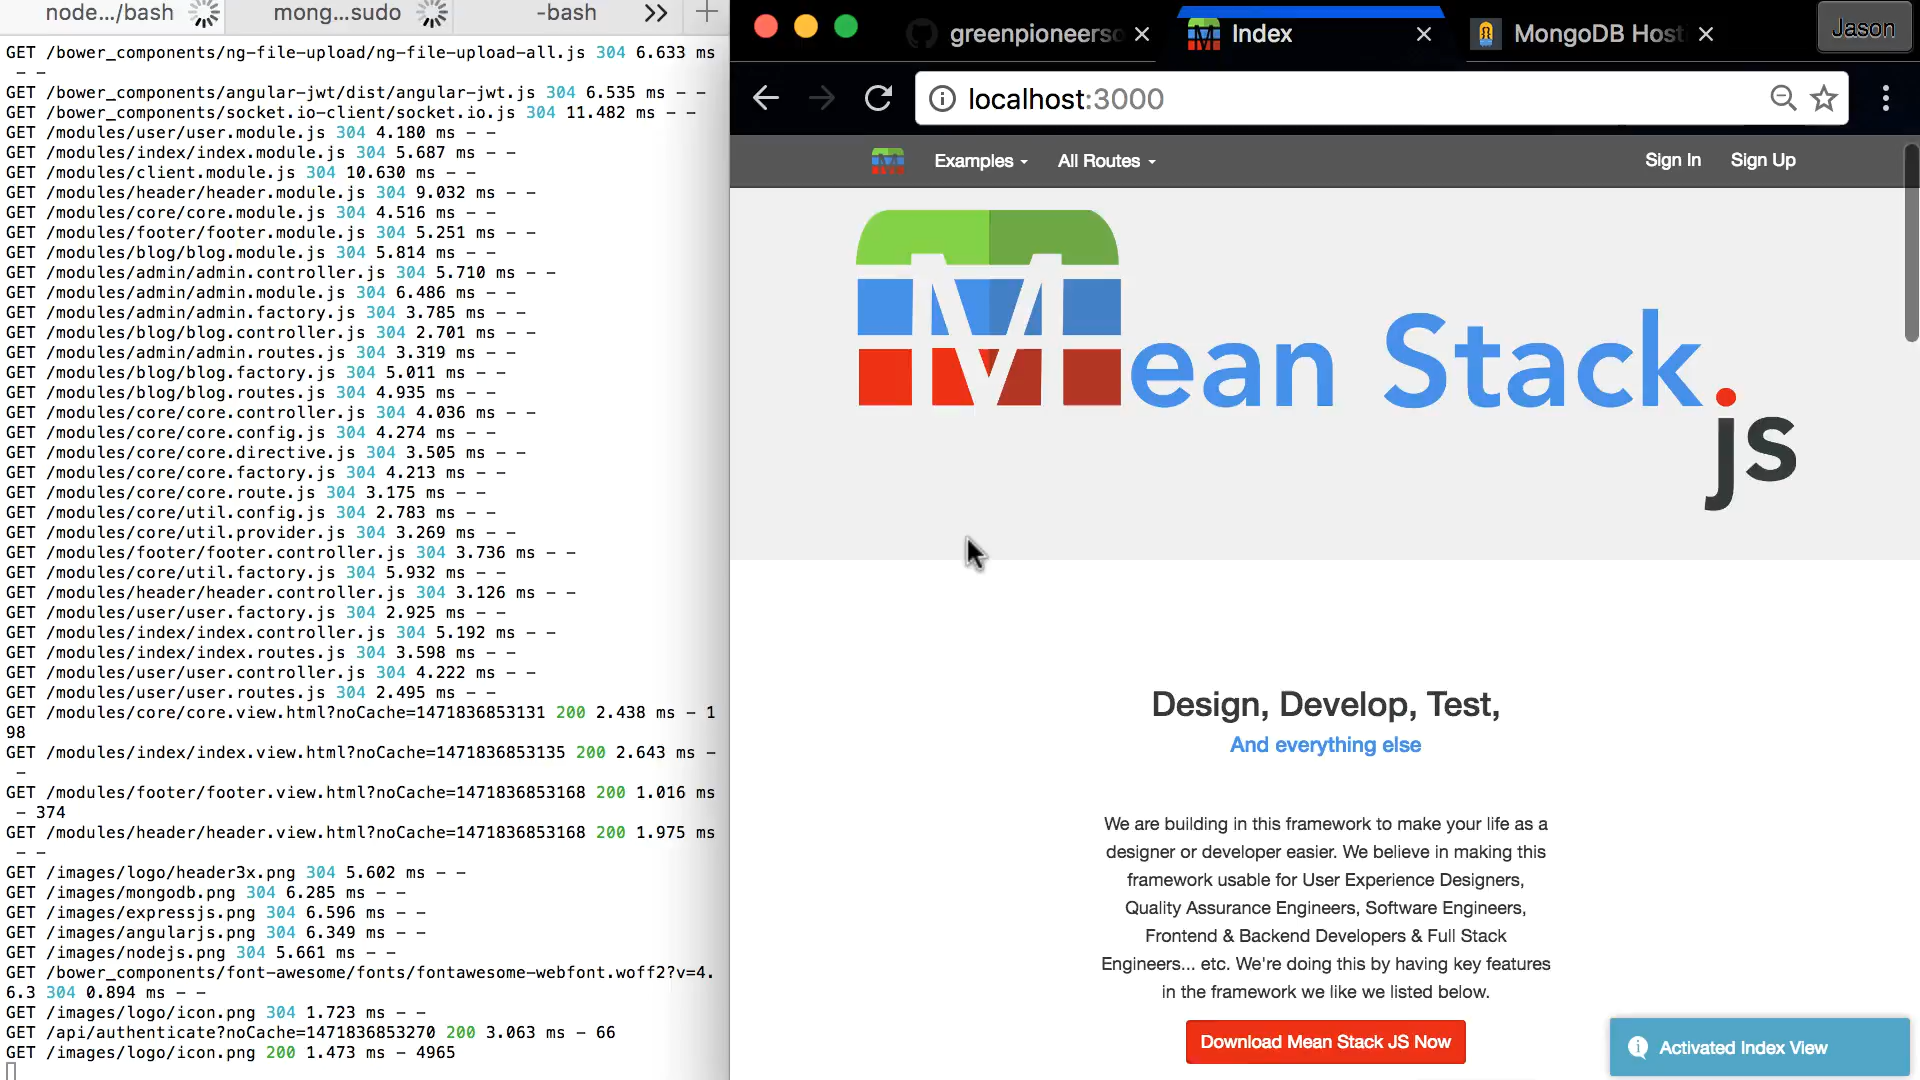 node.../bash
mong...sudo
-bash
GET /bower_components/ng-file-upload/ng-file-upload-all.js 304 6.633 ms
- -
GET /bower_components/angular-jwt/dist/angular-jwt.js 304 6.535 ms - -
GET /bower_components/socket.io-client/socket.io.js 304 11.482 ms - -
GET /modules/user/user.module.js 304 4.180 ms - -
GET /modules/index/index.module.js 304 5.687 ms - -
GET /modules/client.module.js 304 10.630 ms - -
GET /modules/header/header.module.js 304 9.032 ms - -
GET /modules/core/core.module.js 304 4.516 ms - -
GET /modules/footer/footer.module.js 304 5.251 ms - -
GET /modules/blog/blog.module.js 304 5.814 ms - -
GET /modules/admin/admin.controller.js 304 5.710 ms - -
GET /modules/admin/admin.module.js 304 6.486 ms - -
GET /modules/admin/admin.factory.js 304 3.785 ms - -
GET /modules/blog/blog.controller.js 304 2.701 ms - -
GET /modules/admin/admin.routes.js 304 3.319 ms - -
GET /modules/blog/blog.factory.js 304 5.011 ms - -
GET /modules/blog/blog.routes.js 304 4.935 ms - -
GET /modules/core/core.controller.js 304 4.036 ms - -
GET /modules/core/core.config.js 304 4.274 ms - -
GET /modules/core/core.directive.js 304 3.505 ms - -
GET /modules/core/core.factory.js 304 4.213 ms - -
GET /modules/core/core.route.js 304 3.175 ms - -
GET /modules/core/util.config.js 304 2.783 ms - -
GET /modules/core/util.provider.js 304 3.269 ms - -
GET /modules/footer/footer.controller.js 304 3.736 ms - -
GET /modules/core/util.factory.js 304 5.932 ms - -
GET /modules/header/header.controller.js 304 3.126 ms - -
GET /modules/user/user.factory.js 304 2.925 ms - -
GET /modules/index/index.controller.js 304 5.192 ms - -
GET /modules/index/index.routes.js 304 3.598 ms - -
GET /modules/user/user.controller.js 304 4.222 ms - -
GET /modules/user/user.routes.js 304 2.495 ms - -
GET /modules/core/core.view.html?noCache=1471836853131 200 2.438 ms - 1
98
GET /modules/index/index.view.html?noCache=1471836853135 200 2.643 ms -
-
GET /modules/footer/footer.view.html?noCache=1471836853168 200 1.016 ms
- 374
GET /modules/header/header.view.html?noCache=1471836853168 200 1.975 ms
- -
GET /images/logo/header3x.png 304 5.602 ms - -
GET /images/mongodb.png 304 6.285 ms - -
GET /images/expressjs.png 304 6.596 ms - -
GET /images/angularjs.png 304 6.349 ms - -
GET /images/nodejs.png 304 5.661 ms - -
GET /bower_components/font-awesome/fonts/fontawesome-webfont.woff2?v=4.
6.3 304 0.894 ms - -
GET /images/logo/icon.png 304 1.723 ms - -
GET /api/authenticate?noCache=1471836853270 200 3.063 ms - 66
GET /images/logo/icon.png 200 1.473 ms - 4965
greenpioneersc
Index
MongoDB Host
Jason
localhost:3000
Examples
All Routes
Sign In
Sign Up
Mean Stack.js
Design, Develop, Test,
And everything else
We are building in this framework to make your life as a
designer or developer easier. We believe in making this
framework usable for User Experience Designers,
Quality Assurance Engineers, Software Engineers,
Frontend & Backend Developers & Full Stack
Engineers... etc. We're doing this by having key features
in the framework we like we listed below.
Download Mean Stack JS Now
Activated Index View